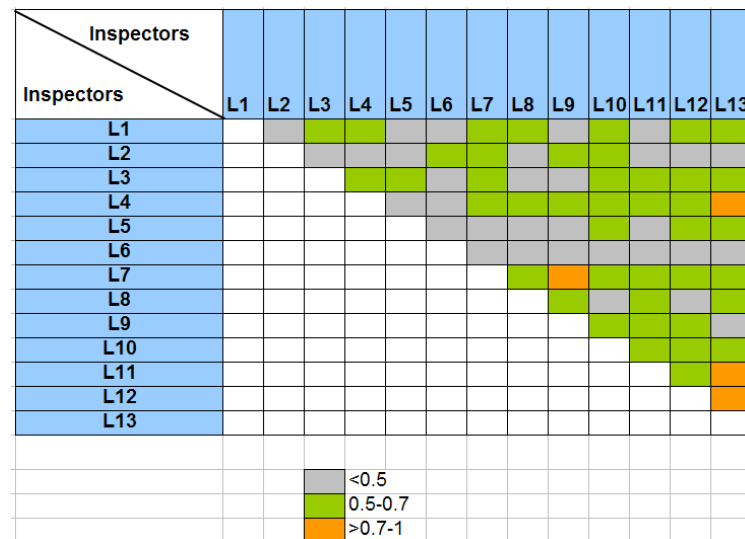 Inspectors
Inspectors
L1 L2 L3 L4 L5 L6 L7 L8 L9 L10 L11 L12 L13
L1
L2
L3
L4
L5
L6
L7
L8
L9
L10
L11
L12
L13
<0.5
0.5-0.7
>0.7-1